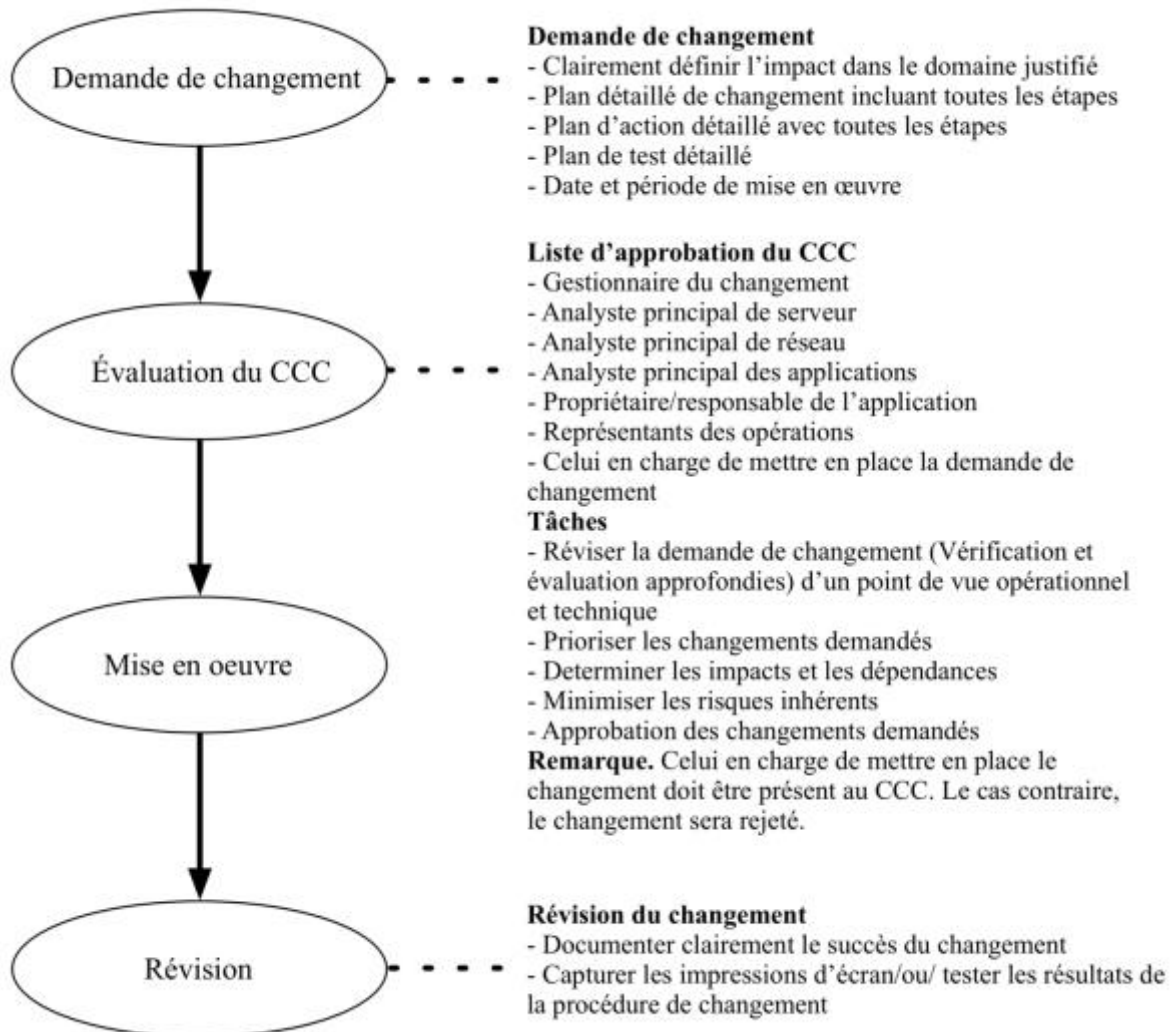 Demande de changement
Demande de changement
- Clairement définir l’impact dans le domaine justifié
- Plan détaillé de changement incluant toutes les étapes
- Plan d’action détaillé avec toutes les étapes
- Plan de test détaillé
- Date et période de mise en œuvre
Évaluation du CCC
Liste d’approbation du CCC
- Gestionnaire du changement
- Analyste principal de serveur
- Analyste principal de réseau
- Analyste principal des applications
- Propriétaire/responsable de l’application
- Représentants des opérations
- Celui en charge de mettre en place la demande de
changement
Tâches
- Réviser la demande de changement (Vérification et
évaluation approfondies) d’un point de vue opérationnel
et technique
- Prioriser les changements demandés
- Determiner les impacts et les dépendances
- Minimiser les risques inhérents
- Approbation des changements demandés
Remarque. Celui en charge de mettre en place le
changement doit être présent au CCC. Le cas contraire,
le changement sera rejeté.
Mise en oeuvre
Révision
Révision du changement
- Documenter clairement le succès du changement
- Capturer les impressions d’écran/ou/ tester les résultats de
la procédure de changement